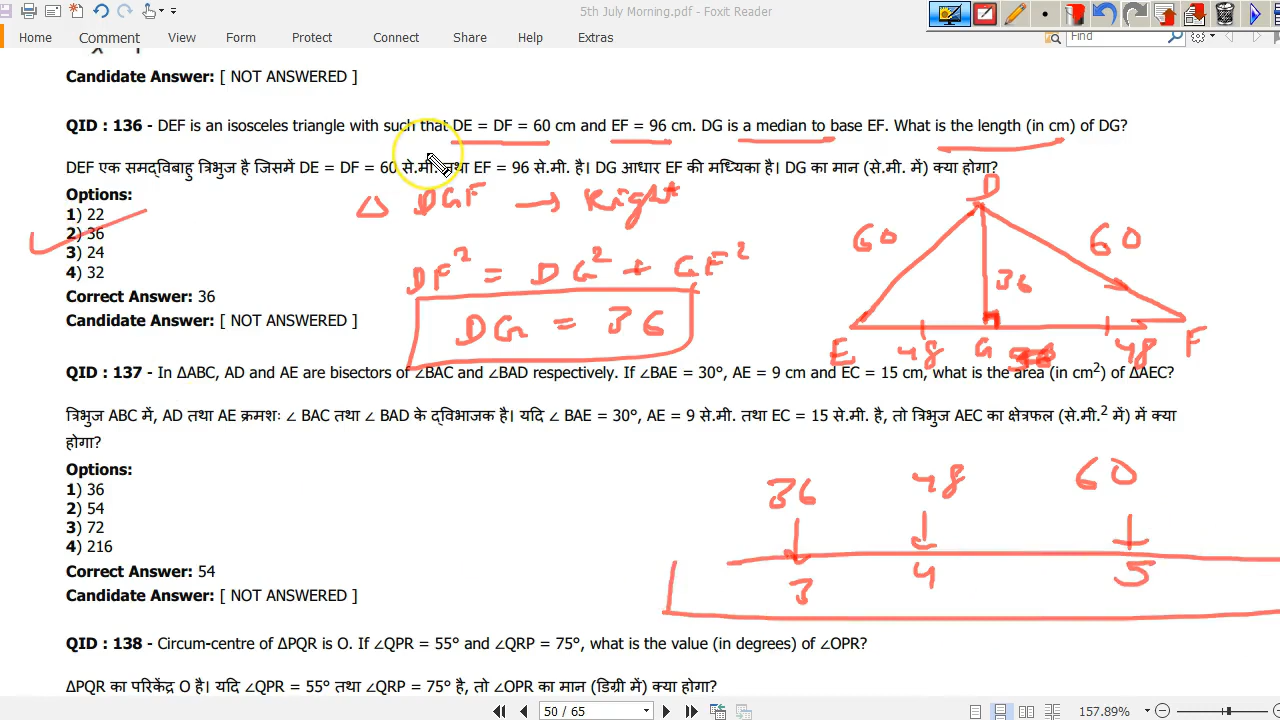 5th July Morning.pdf - Foxit Reader
Home Comment View Form Protect Connect Share Help Extras
Find
Candidate Answer: [ NOT ANSWERED ]
QID : 136 - DEF is an isosceles triangle with such that DE = DF = 60 cm and EF = 96 cm. DG is a median to base EF. What is the length (in cm) of DG?
DEF एक समद्विबाहु त्रिभुज है जिसमें DE = DF = 60 से.मी. तथा EF = 96 से.मी. है। DG आधार EF की मध्यिका है। DG का मान (से.मी. में) क्या होगा?
Options:
1) 22
2) 36
3) 24
4) 32
Correct Answer: 36
Candidate Answer: [ NOT ANSWERED ]
△ DGF → Right
DF² = DG² + GF²
DG = 36
D
60 60
36
E 48 G 48 F
QID : 137 - In ΔABC, AD and AE are bisectors of ∠BAC and ∠BAD respectively. If ∠BAE = 30°, AE = 9 cm and EC = 15 cm, what is the area (in cm²) of ΔAEC?
त्रिभुज ABC में, AD तथा AE क्रमशः ∠ BAC तथा ∠ BAD के द्विभाजक है। यदि ∠ BAE = 30°, AE = 9 से.मी. तथा EC = 15 से.मी. है, तो त्रिभुज AEC का क्षेत्रफल (से.मी.² में) में क्या
होगा?
Options:
1) 36
2) 54
3) 72
4) 216
Correct Answer: 54
Candidate Answer: [ NOT ANSWERED ]
36 48 60
3 4 5
QID : 138 - Circum-centre of ΔPQR is O. If ∠QPR = 55° and ∠QRP = 75°, what is the value (in degrees) of ∠OPR?
ΔPQR का परिकेंद्र O है। यदि ∠QPR = 55° तथा ∠QRP = 75° है, तो ∠OPR का मान (डिग्री में) क्या होगा?
50 / 65
157.89%